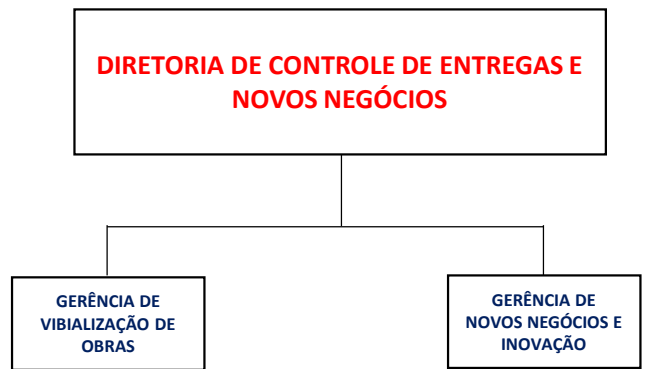 DIRETORIA DE CONTROLE DE ENTREGAS E
NOVOS NEGÓCIOS
GERÊNCIA DE
VIBIALIZAÇÃO DE
OBRAS
GERÊNCIA DE
NOVOS NEGÓCIOS E
INOVAÇÃO